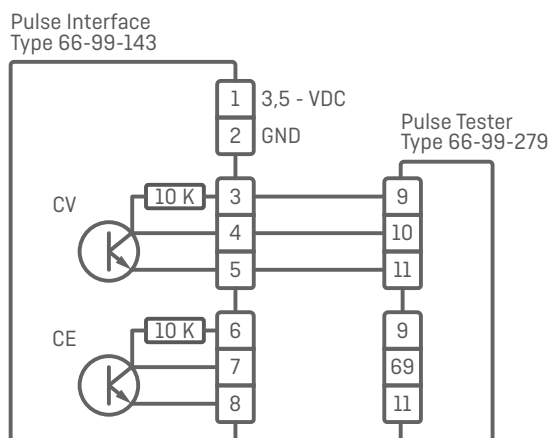 Pulse Interface
Type 66-99-143
1 3,5 - VDC
2 GND
Pulse Tester
Type 66-99-279
CV
10 K 3 9
4 10
5 11
CE
10 K 6 9
7 69
8 11